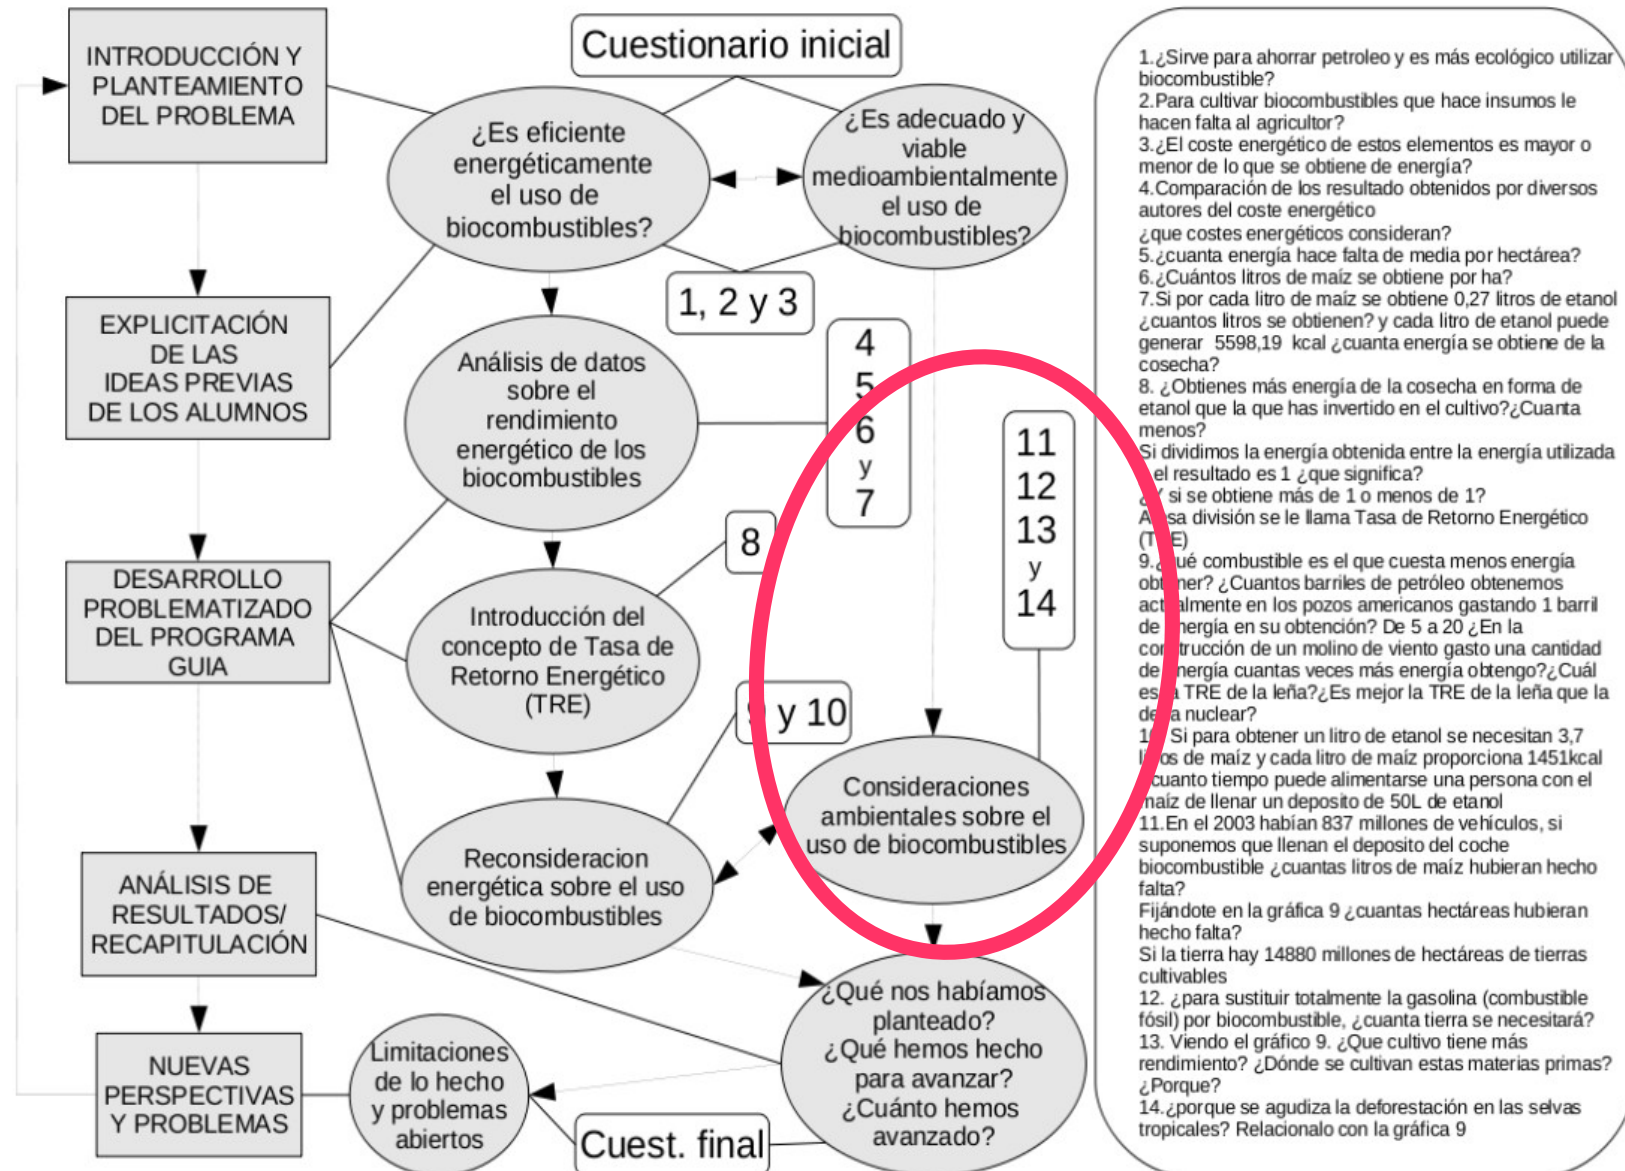 INTRODUCCIÓN Y
PLANTEAMIENTO
DEL PROBLEMA
EXPLICITACIÓN
DE LAS
IDEAS PREVIAS
DE LOS ALUMNOS
DESARROLLO
PROBLEMATIZADO
DEL PROGRAMA
GUIA
ANÁLISIS DE
RESULTADOS/
RECAPITULACIÓN
NUEVAS
PERSPECTIVAS
Y PROBLEMAS
Cuestionario inicial
¿Es eficiente
energéticamente
el uso de
biocombustibles?
¿Es adecuado y
viable
medioambientalmente
el uso de
biocombustibles?
1, 2 y 3
Análisis de datos
sobre el
rendimiento
energético de los
biocombustibles
4
5
6
y
7
8
Introducción del
concepto de Tasa de
Retorno Energético
(TRE)
9 y 10
11
12
13
y
14
Reconsideracion
energética sobre el uso
de biocombustibles
Consideraciones
ambientales sobre el
uso de biocombustibles
¿Qué nos habíamos
planteado?
¿Qué hemos hecho
para avanzar?
¿Cuánto hemos
avanzado?
Limitaciones
de lo hecho
y problemas
abiertos
Cuest. final
1.¿Sirve para ahorrar petroleo y es más ecológico utilizar
biocombustible?
2.Para cultivar biocombustibles que hace insumos le
hacen falta al agricultor?
3.¿El coste energético de estos elementos es mayor o
menor de lo que se obtiene de energía?
4.Comparación de los resultado obtenidos por diversos
autores del coste energético
¿que costes energéticos consideran?
5.¿cuanta energía hace falta de media por hectárea?
6.¿Cuántos litros de maíz se obtiene por ha?
7.Si por cada litro de maíz se obtiene 0,27 litros de etanol
¿cuantos litros se obtienen? y cada litro de etanol puede
generar 5598,19 kcal ¿cuanta energía se obtiene de la
cosecha?
8. ¿Obtienes más energía de la cosecha en forma de
etanol que la que has invertido en el cultivo?¿Cuanta
menos?
Si dividimos la energía obtenida entre la energía utilizada
el resultado es 1 ¿que significa?
¿Y si se obtiene más de 1 o menos de 1?
A esa división se le llama Tasa de Retorno Energético
(TRE)
9.¿Qué combustible es el que cuesta menos energía
obtener? ¿Cuantos barriles de petróleo obtenemos
actualmente en los pozos americanos gastando 1 barril
de energía en su obtención? De 5 a 20 ¿En la
construcción de un molino de viento gasto una cantidad
de energía cuantas veces más energía obtengo?¿Cuál
es la TRE de la leña?¿Es mejor la TRE de la leña que la
de la nuclear?
10. Si para obtener un litro de etanol se necesitan 3,7
litros de maíz y cada litro de maíz proporciona 1451kcal
cuanto tiempo puede alimentarse una persona con el
maíz de llenar un deposito de 50L de etanol
11.En el 2003 habían 837 millones de vehículos, si
suponemos que llenan el deposito del coche
biocombustible ¿cuantas litros de maíz hubieran hecho
falta?
Fijándote en la gráfica 9 ¿cuantas hectáreas hubieran
hecho falta?
Si la tierra hay 14880 millones de hectáreas de tierras
cultivables
12. ¿para sustituir totalmente la gasolina (combustible
fósil) por biocombustible, ¿cuanta tierra se necesitará?
13. Viendo el gráfico 9. ¿Que cultivo tiene más
rendimiento? ¿Dónde se cultivan estas materias primas?
¿Porque?
14.¿porque se agudiza la deforestación en las selvas
tropicales? Relacionalo con la gráfica 9